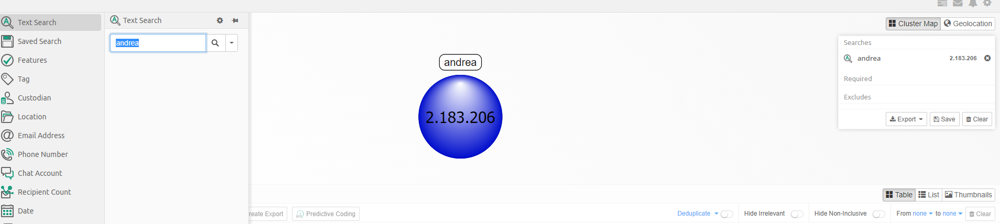 Text Search
Saved Search
Features
Tag
Custodian
Location
Email Address
Phone Number
Chat Account
Recipient Count
Date
Text Search
andrea
andrea
2.183.206
Cluster Map Geolocation
Searches
andrea 2.183.206
Required
Excludes
Export Save Clear
Table List Thumbnails
reate Export Predictive Coding Deduplicate Hide Irrelevant Hide Non-Inclusive From none to none Clear